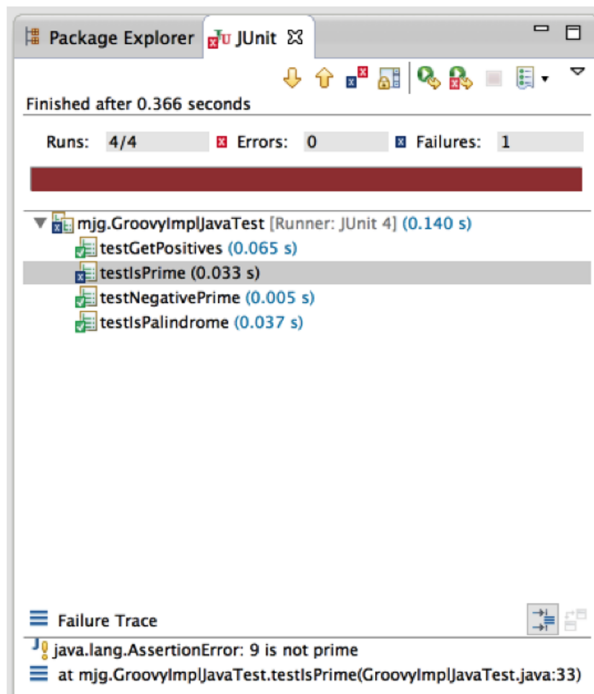 Package Explorer JUnit
Finished after 0.366 seconds
Runs: 4/4 Errors: 0 Failures: 1
mjg.GroovyImplJavaTest [Runner: JUnit 4] (0.140 s)
testGetPositives (0.065 s)
testIsPrime (0.033 s)
testNegativePrime (0.005 s)
testIsPalindrome (0.037 s)
Failure Trace
java.lang.AssertionError: 9 is not prime
at mjg.GroovyImplJavaTest.testIsPrime(GroovyImplJavaTest.java:33)